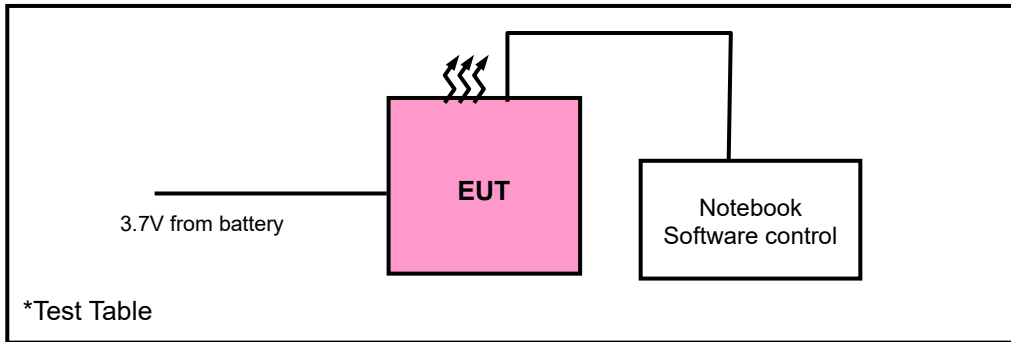 EUT
3.7V from battery
Notebook
Software control
*Test Table